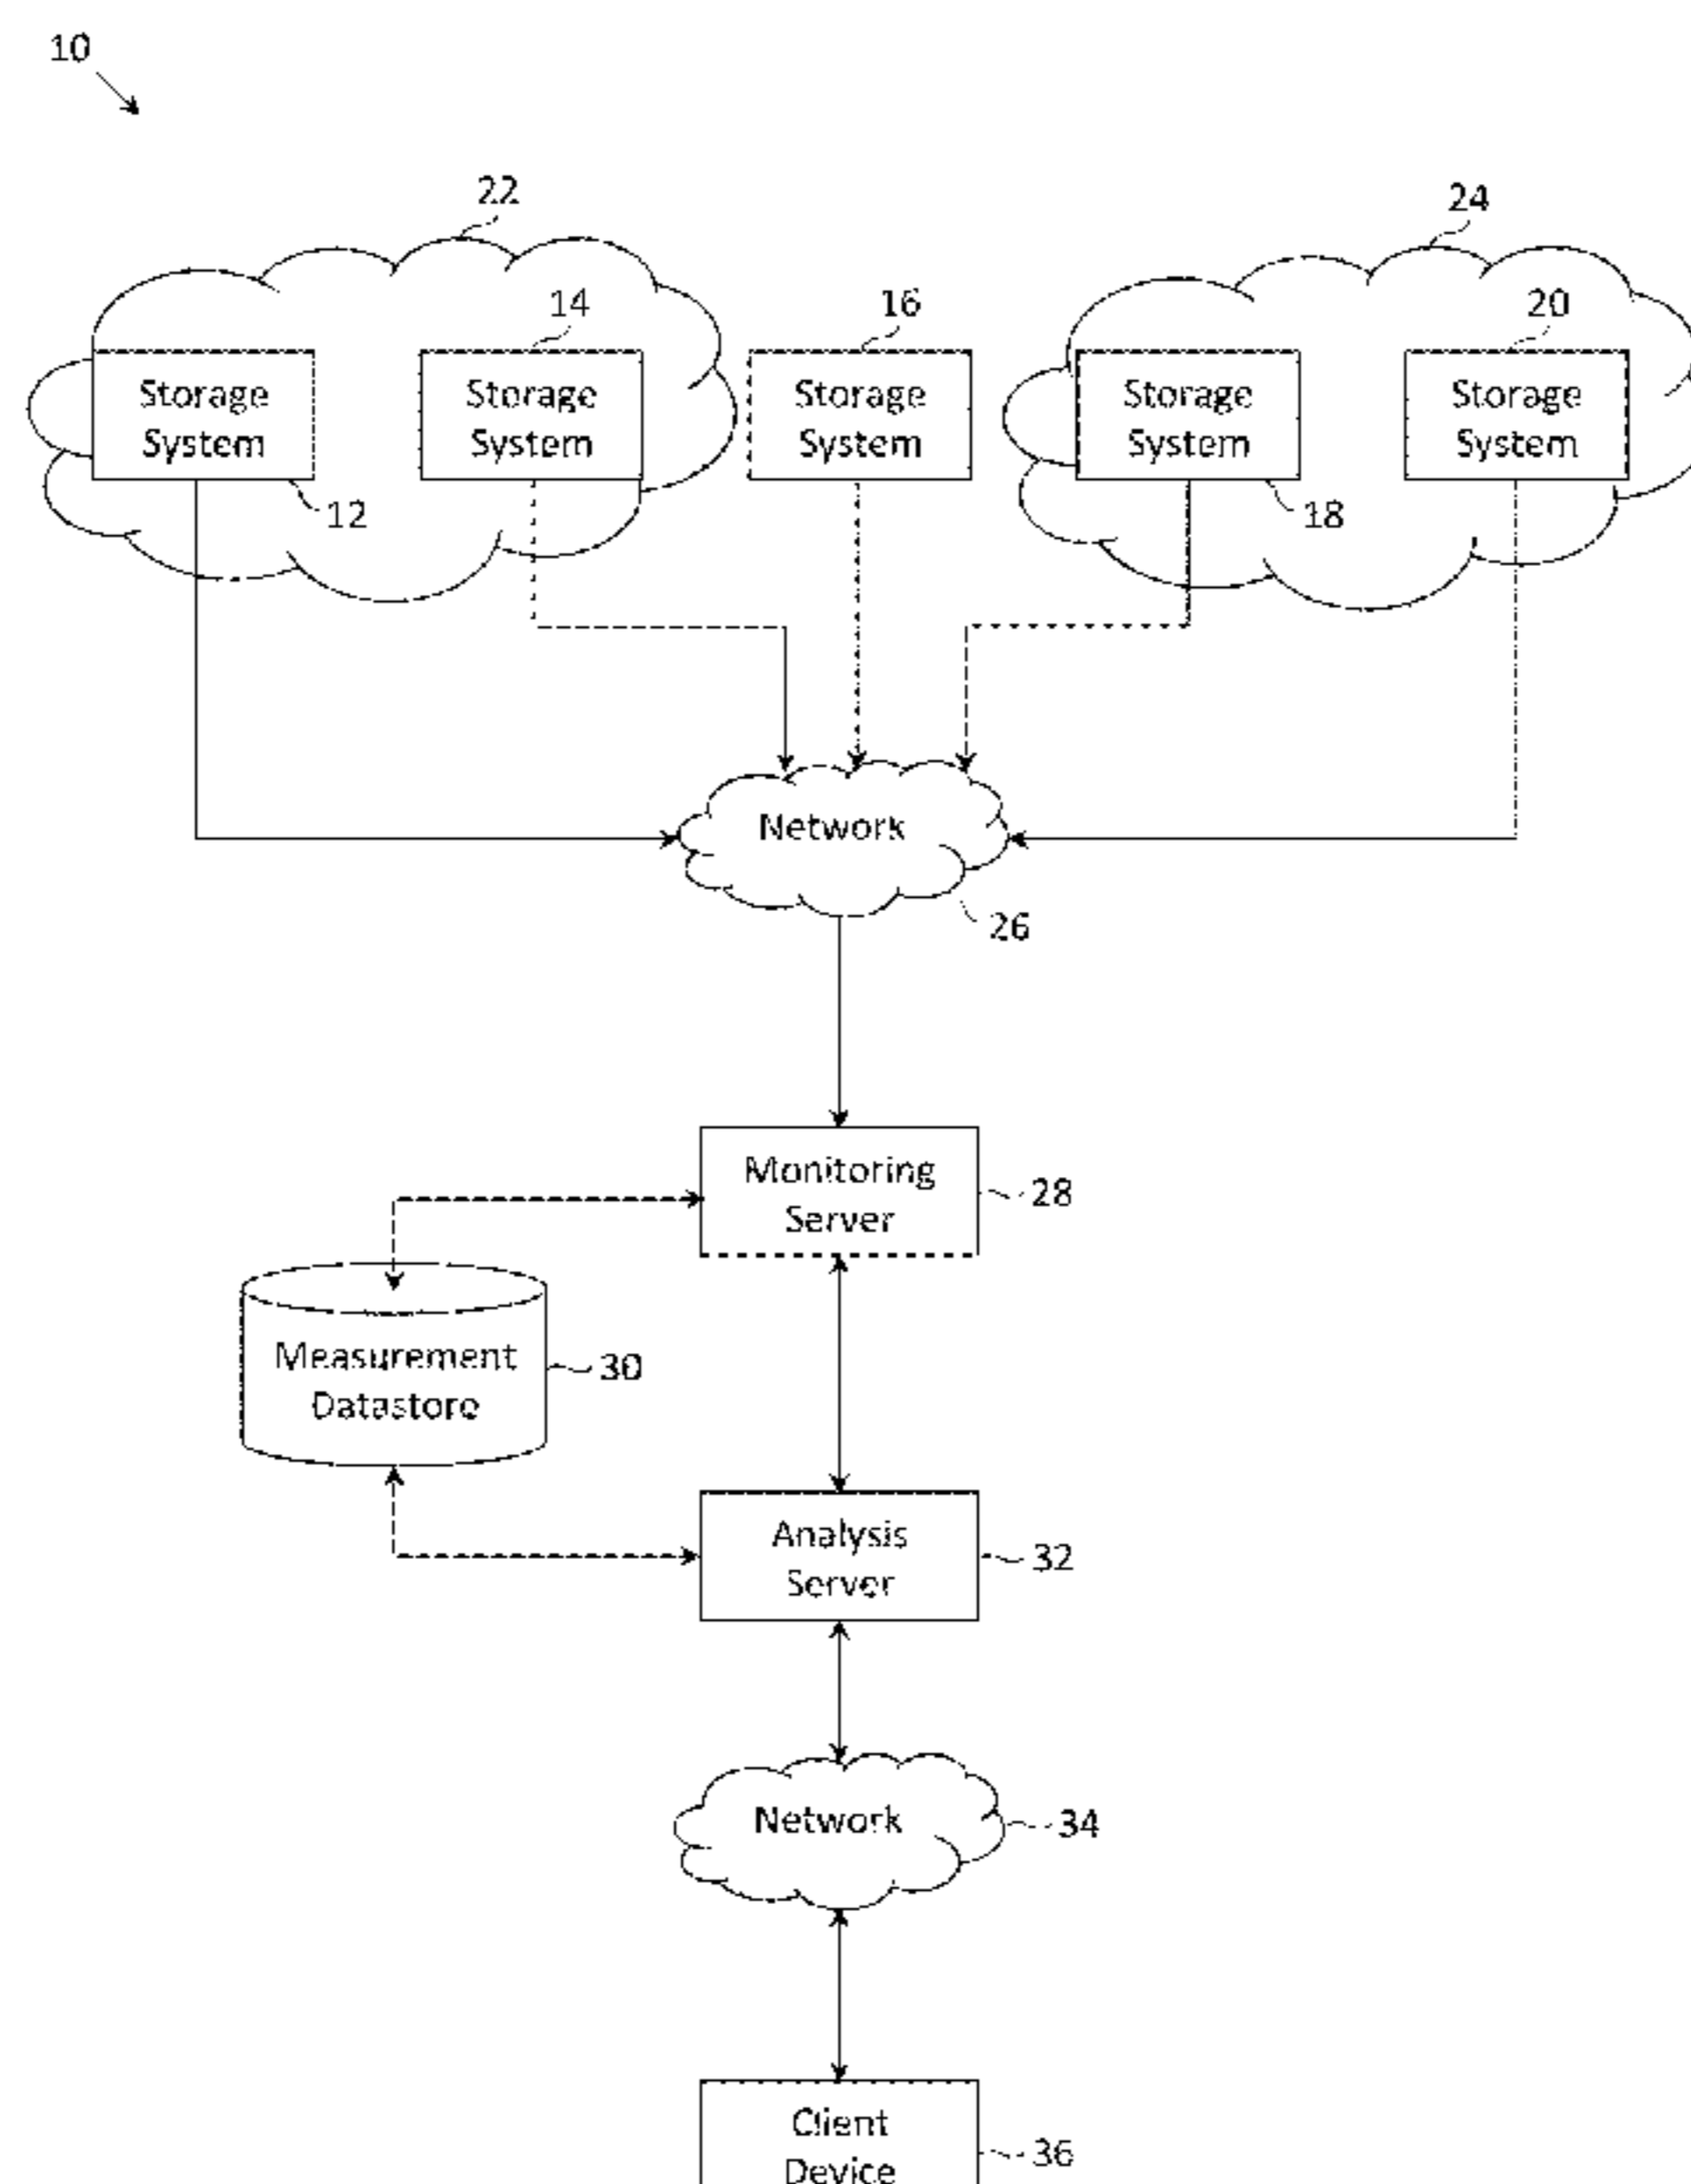 10
22
24
14
16
20
Storage
System
Storage
System
Storage
System
Storage
System
Storage
System
12
18
Network
26
Monitoring
Server
28
Measurement
Datastore
30
Analysis
Server
32
Network
34
Client
Device
36